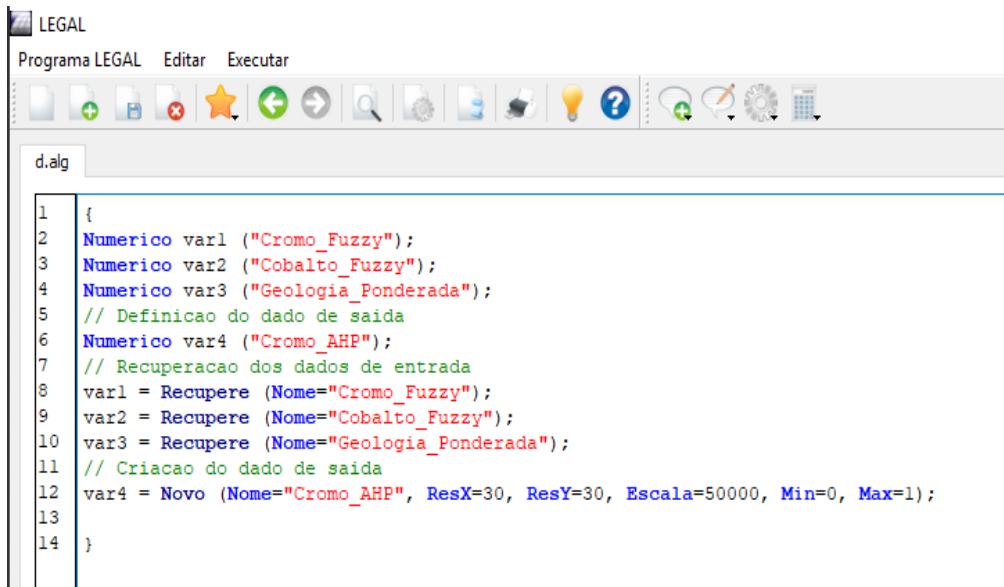 LEGAL
Programa LEGAL Editar Executar
d.alg
1 {
2 Numerico var1 ("Cromo_Fuzzy");
3 Numerico var2 ("Cobalto_Fuzzy");
4 Numerico var3 ("Geologia_Ponderada");
5 // Definicao do dado de saida
6 Numerico var4 ("Cromo_AHP");
7 // Recuperacao dos dados de entrada
8 var1 = Recupere (Nome="Cromo_Fuzzy");
9 var2 = Recupere (Nome="Cobalto_Fuzzy");
10 var3 = Recupere (Nome="Geologia_Ponderada");
11 // Criacao do dado de saida
12 var4 = Novo (Nome="Cromo_AHP", ResX=30, ResY=30, Escala=50000, Min=0, Max=1);
13
14 }